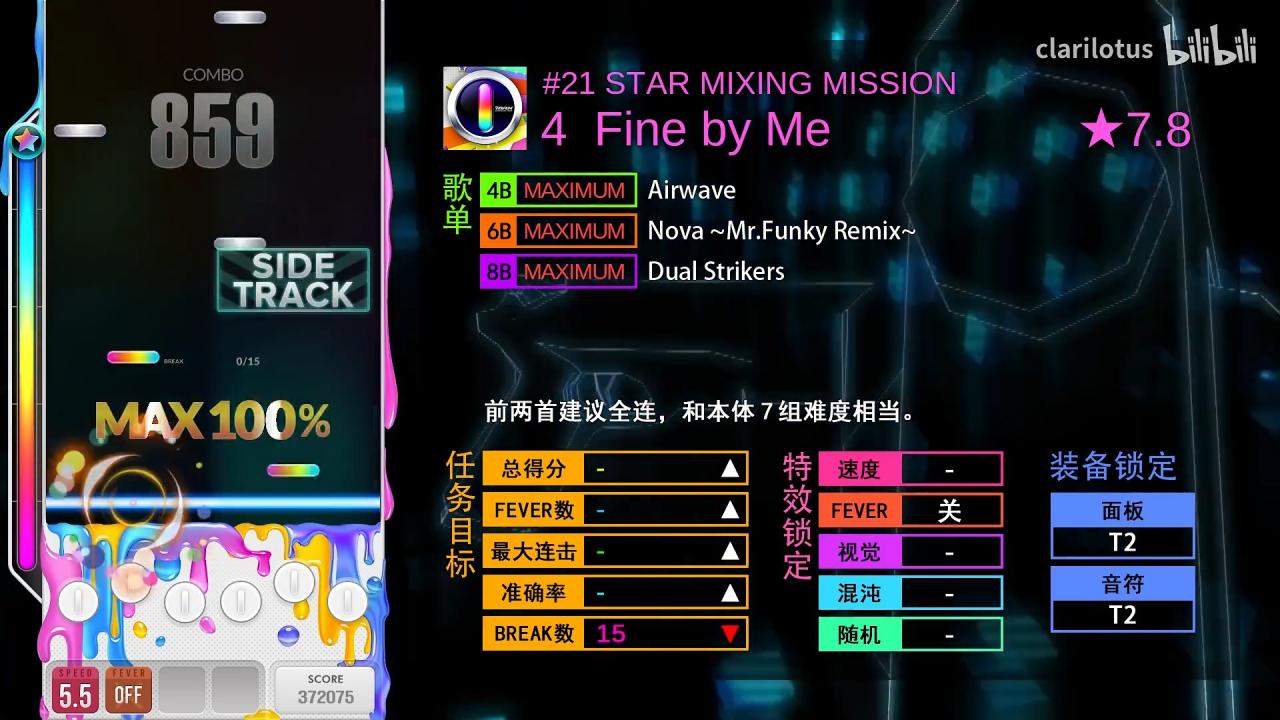 clarilotus bilibili
COMBO
859
SIDE
TRACK
BREAK 0/15
MAX 100%
SPEED
5.5
FEVER
OFF
SCORE
372075
#21 STAR MIXING MISSION
4 Fine by Me
★7.8
歌单
4B MAXIMUM Airwave
6B MAXIMUM Nova ~Mr.Funky Remix~
8B MAXIMUM Dual Strikers
前两首建议全连，和本体7组难度相当。
任务目标
总得分 - ▲
FEVER数 - ▲
最大连击 - ▲
准确率 - ▲
BREAK数 15 ▼
特效锁定
速度 -
FEVER 关
视觉 -
混沌 -
随机 -
装备锁定
面板
T2
音符
T2